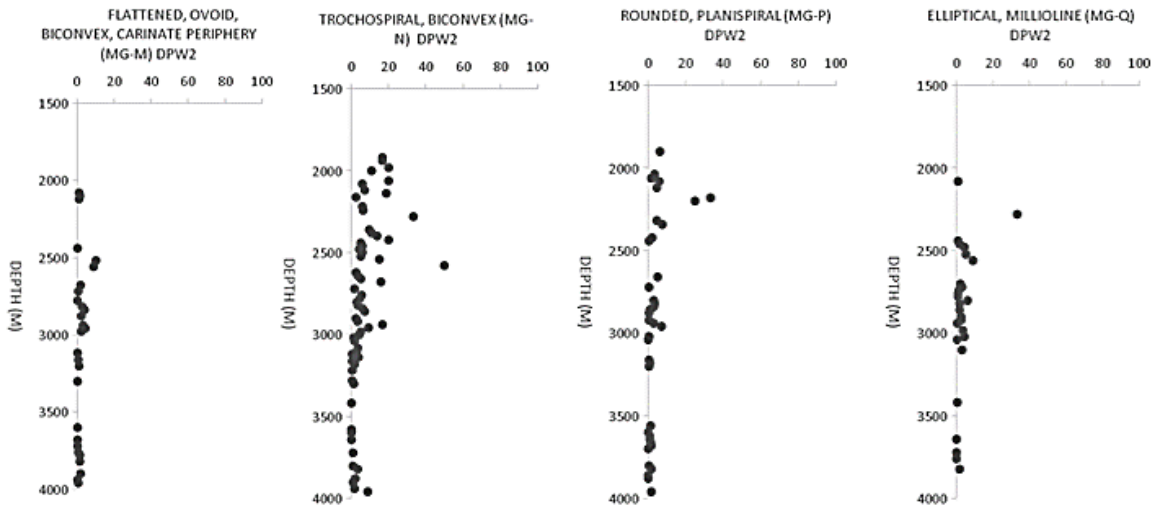 FLATTENED, OVOID,
BICONVEX, CARINATE PERIPHERY
(MG-M) DPW2
0 20 40 60 80 100
1500
2000
2500
3000
3500
4000
DEPTH (M)
TROCHOSPIRAL, BICONVEX (MG-
N) DPW2
0 20 40 60 80 100
1500
2000
2500
3000
3500
4000
DEPTH (M)
ROUNDED, PLANISPIRAL (MG-P)
DPW2
0 20 40 60 80 100
1500
2000
2500
3000
3500
4000
DEPTH (M)
ELLIPTICAL, MILLIOLINE (MG-Q)
DPW2
0 20 40 60 80 100
1500
2000
2500
3000
3500
4000
DEPTH (M)